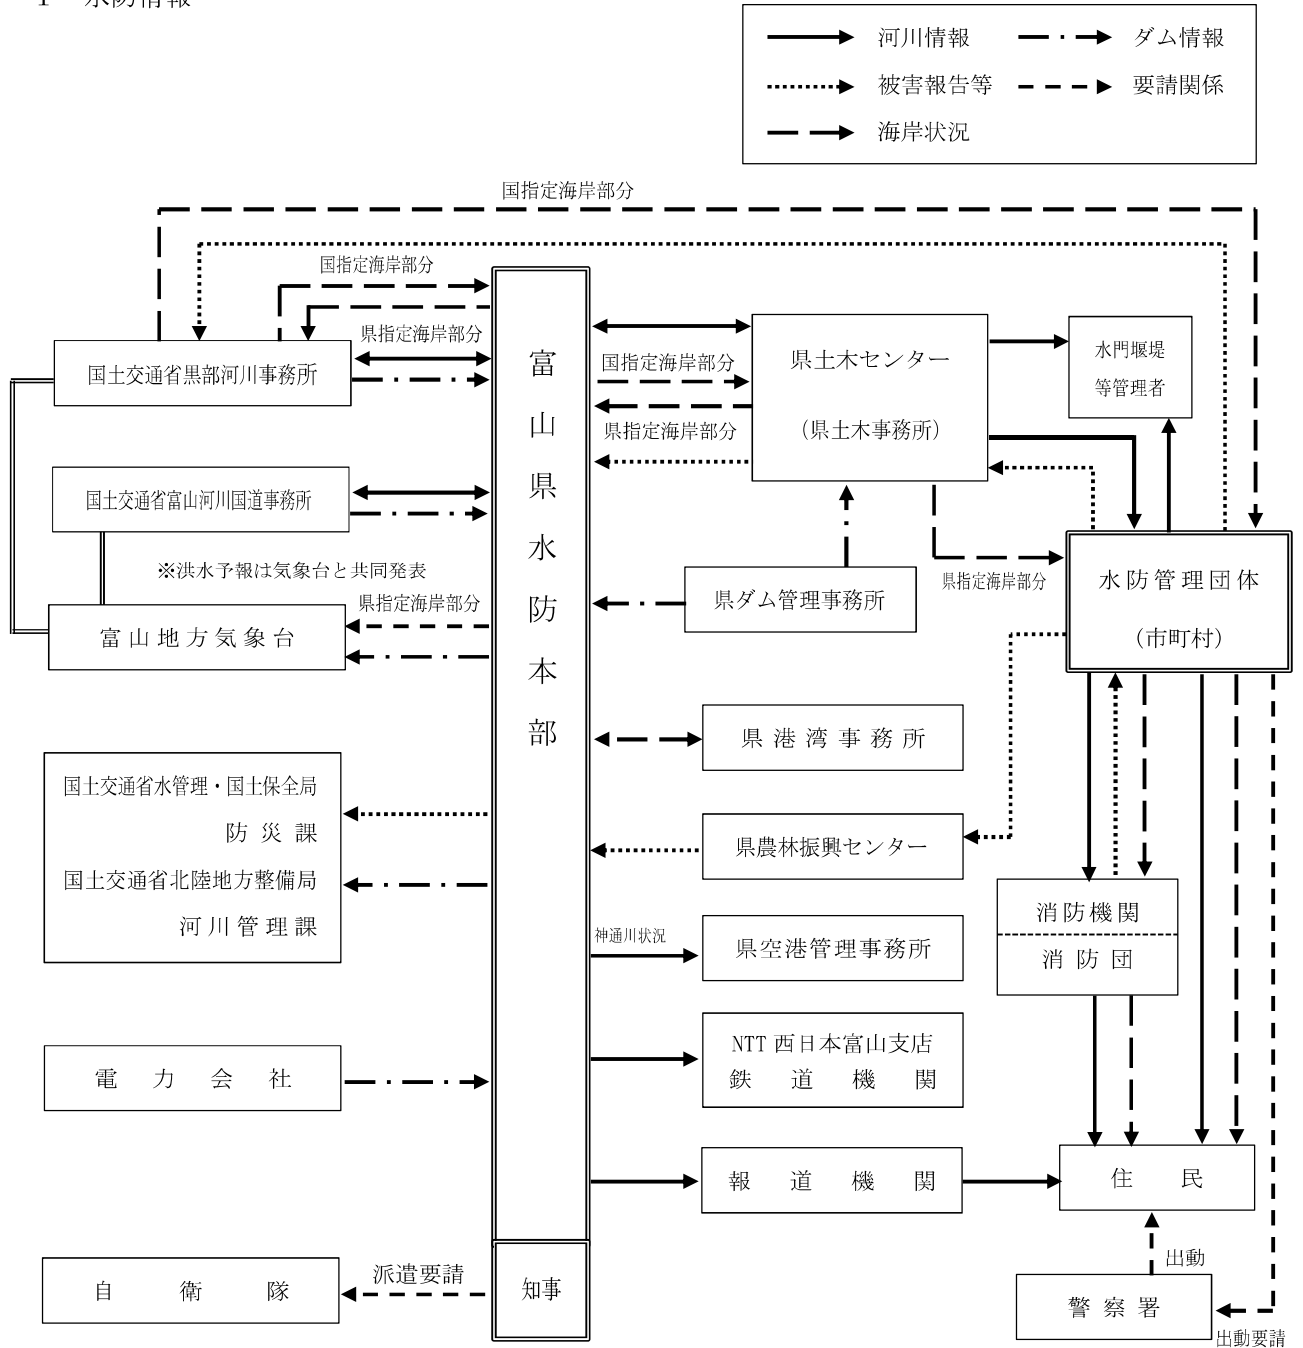 1 水防情報
河川情報
ダム情報
被害報告等
要請関係
海岸状況
国指定海岸部分
国指定海岸部分
県指定海岸部分
国土交通省黒部河川事務所
国土交通省富山河川国道事務所
※洪水予報は気象台と共同発表
県指定海岸部分
富山地方気象台
国土交通省水管理・国土保全局
防災課
国土交通省北陸地方整備局
河川管理課
電力会社
自衛隊
派遣要請
富山県水防本部
知事
国指定海岸部分
県指定海岸部分
県土木センター
(県土木事務所)
水門堰堤
等管理者
県ダム管理事務所
県指定海岸部分
水防管理団体
(市町村)
県港湾事務所
県農林振興センター
神通川状況
県空港管理事務所
消防機関
消防団
NTT 西日本富山支店
鉄道機関
報道機関
住民
出動
警察署
出動要請